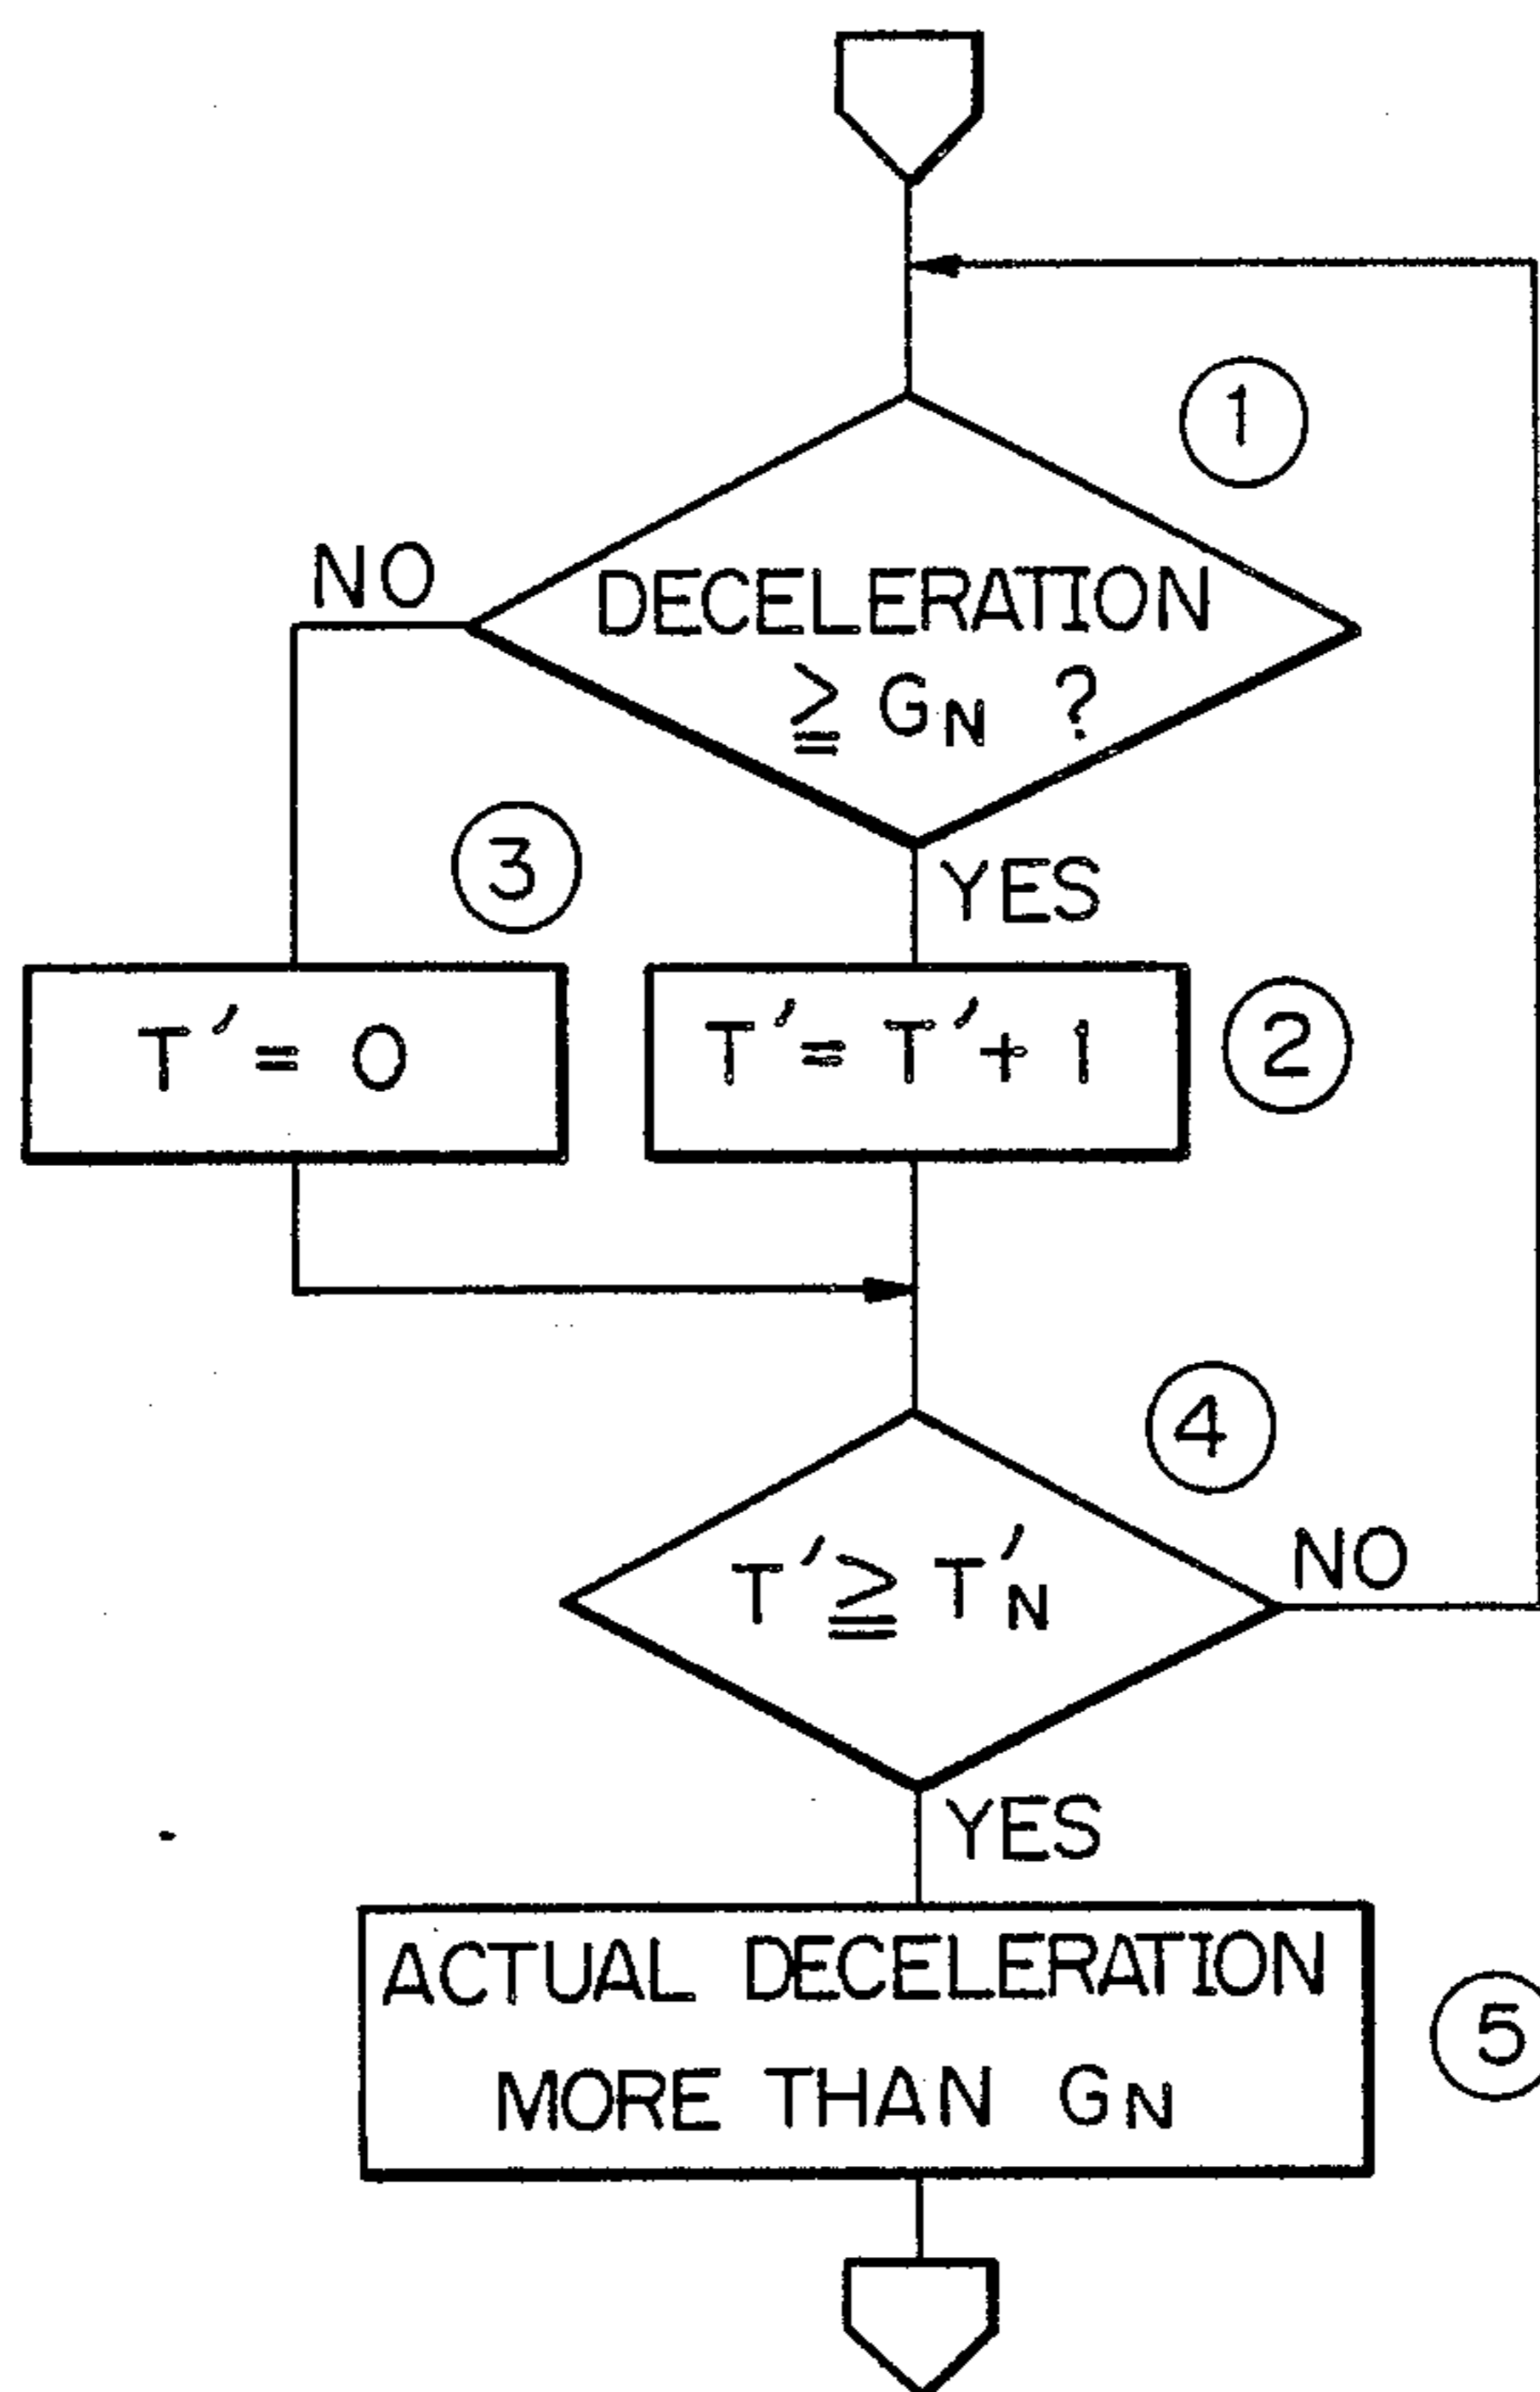 ①
NO
DECELERATION
≧ GN ?
③
YES
T′= 0
T′= T′+ 1
②
④
T′≧ T′N
NO
YES
ACTUAL DECELERATION
MORE THAN GN
⑤